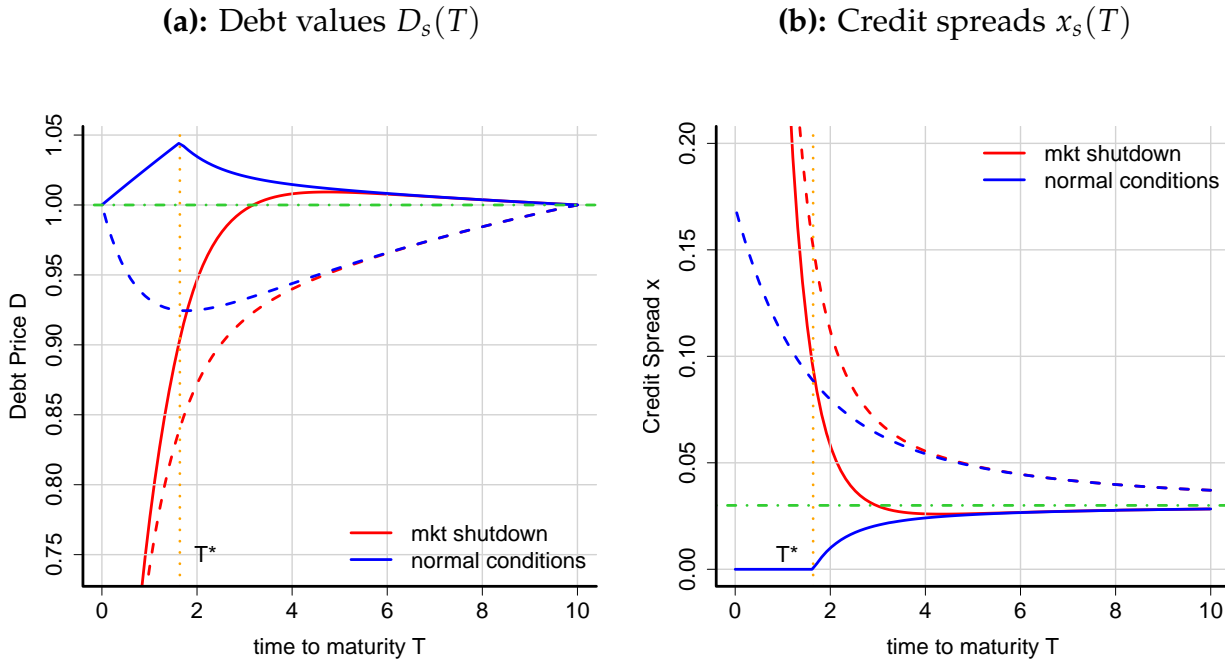 (a): Debt values D_s(T)
1.05
1.00
0.95
0.90
0.85
0.80
0.75
Debt Price D
mkt shutdown
normal conditions
T*
0 2 4 6 8 10
time to maturity T
(b): Credit spreads x_s(T)
0.20
0.15
0.10
0.05
0.00
Credit Spread x
mkt shutdown
normal conditions
T*
0 2 4 6 8 10
time to maturity T